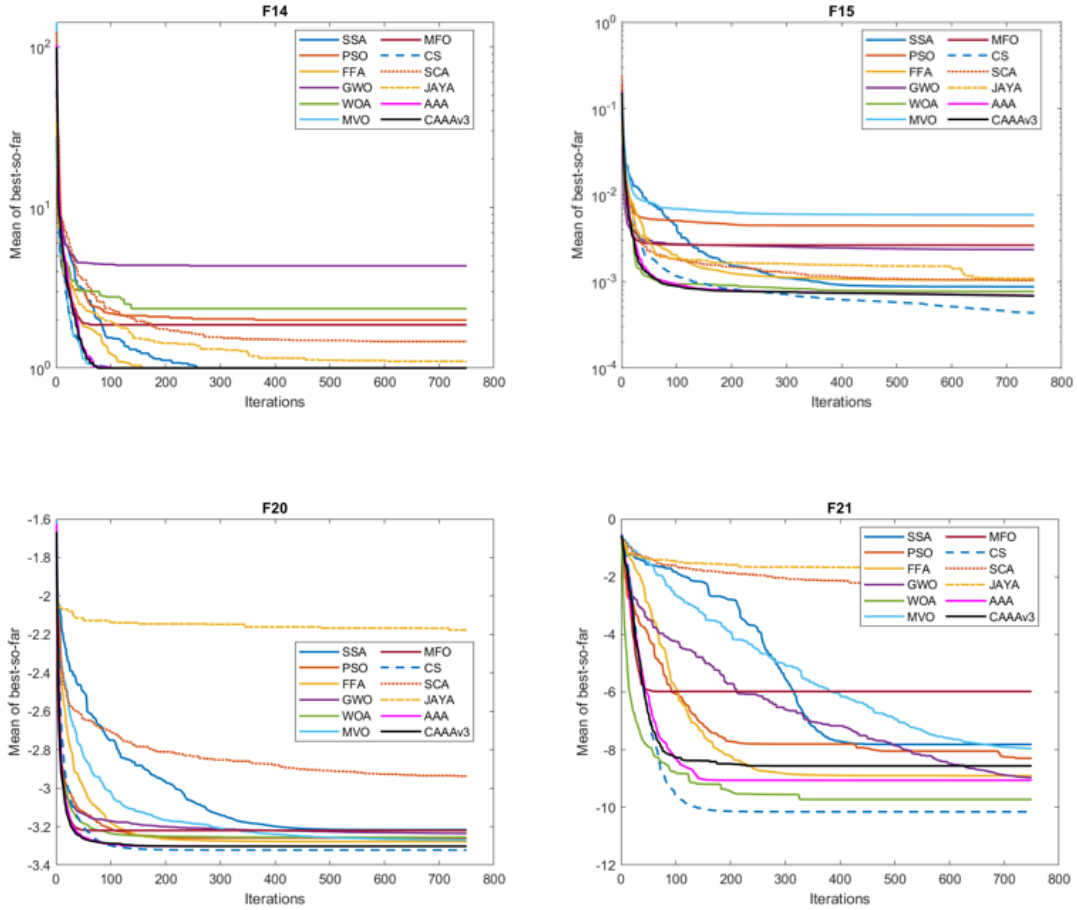 F14
Mean of best-so-far
10^2
10^1
10^0
SSA MFO
PSO CS
FFA SCA
GWO JAYA
WOA AAA
MVO CAAAv3
0 100 200 300 400 500 600 700 800
Iterations
F15
Mean of best-so-far
10^0
10^-1
10^-2
10^-3
10^-4
SSA MFO
PSO CS
FFA SCA
GWO JAYA
WOA AAA
MVO CAAAv3
0 100 200 300 400 500 600 700 800
Iterations
F20
Mean of best-so-far
-1.6
-1.8
-2
-2.2
-2.4
-2.6
-2.8
-3
-3.2
-3.4
SSA MFO
PSO CS
FFA SCA
GWO JAYA
WOA AAA
MVO CAAAv3
0 100 200 300 400 500 600 700 800
Iterations
F21
Mean of best-so-far
0
-2
-4
-6
-8
-10
-12
SSA MFO
PSO CS
FFA SCA
GWO JAYA
WOA AAA
MVO CAAAv3
0 100 200 300 400 500 600 700 800
Iterations